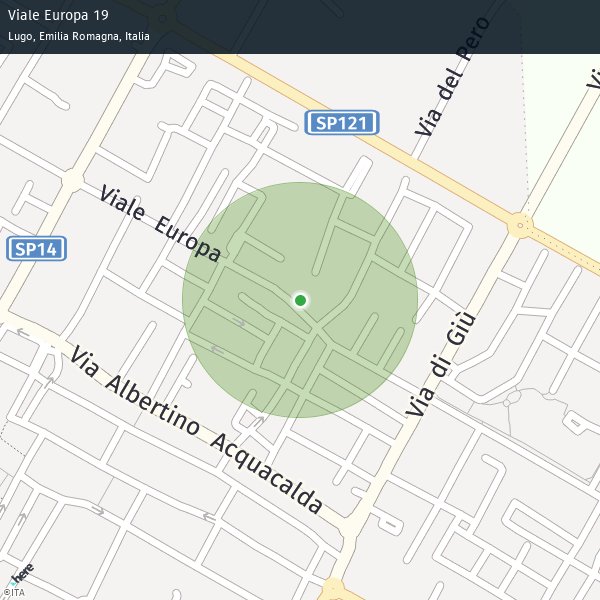 Viale Europa 19
Lugo, Emilia Romagna, Italia
Via del Pero
Vi
SP121
Viale Europa
SP14
Via di Giù
Via Albertino Acquacalda
here
©ITA